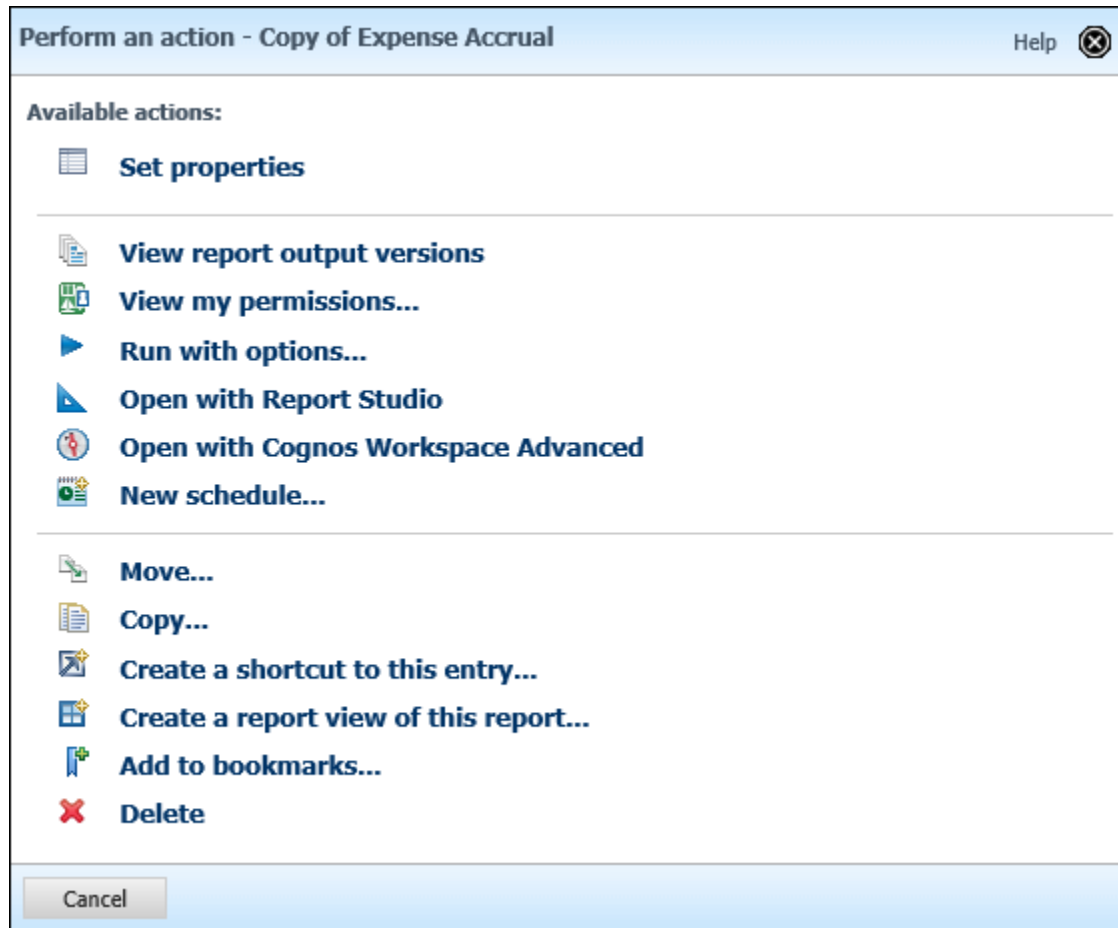 Perform an action - Copy of Expense Accrual
Help
Available actions:
Set properties
View report output versions
View my permissions...
Run with options...
Open with Report Studio
Open with Cognos Workspace Advanced
New schedule...
Move...
Copy...
Create a shortcut to this entry...
Create a report view of this report...
Add to bookmarks...
Delete
Cancel